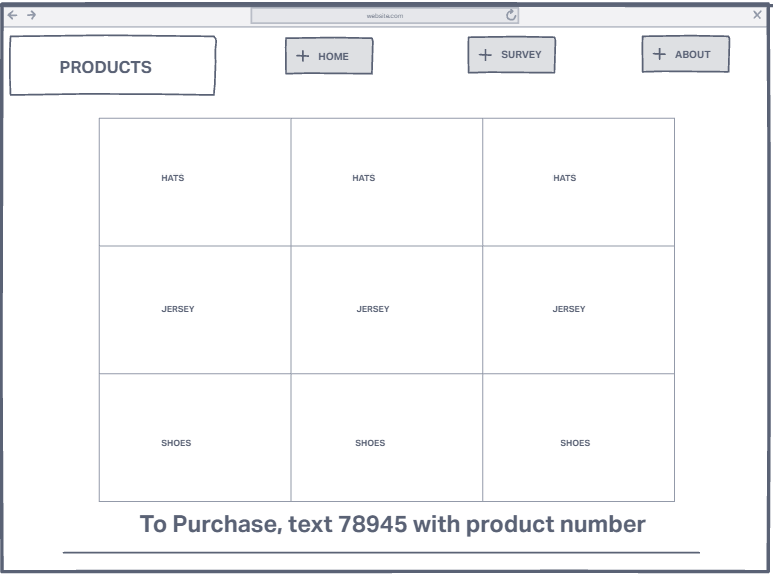 website.com
PRODUCTS
HOME
SURVEY
ABOUT
HATS
HATS
HATS
JERSEY
JERSEY
JERSEY
SHOES
SHOES
SHOES
To Purchase, text 78945 with product number